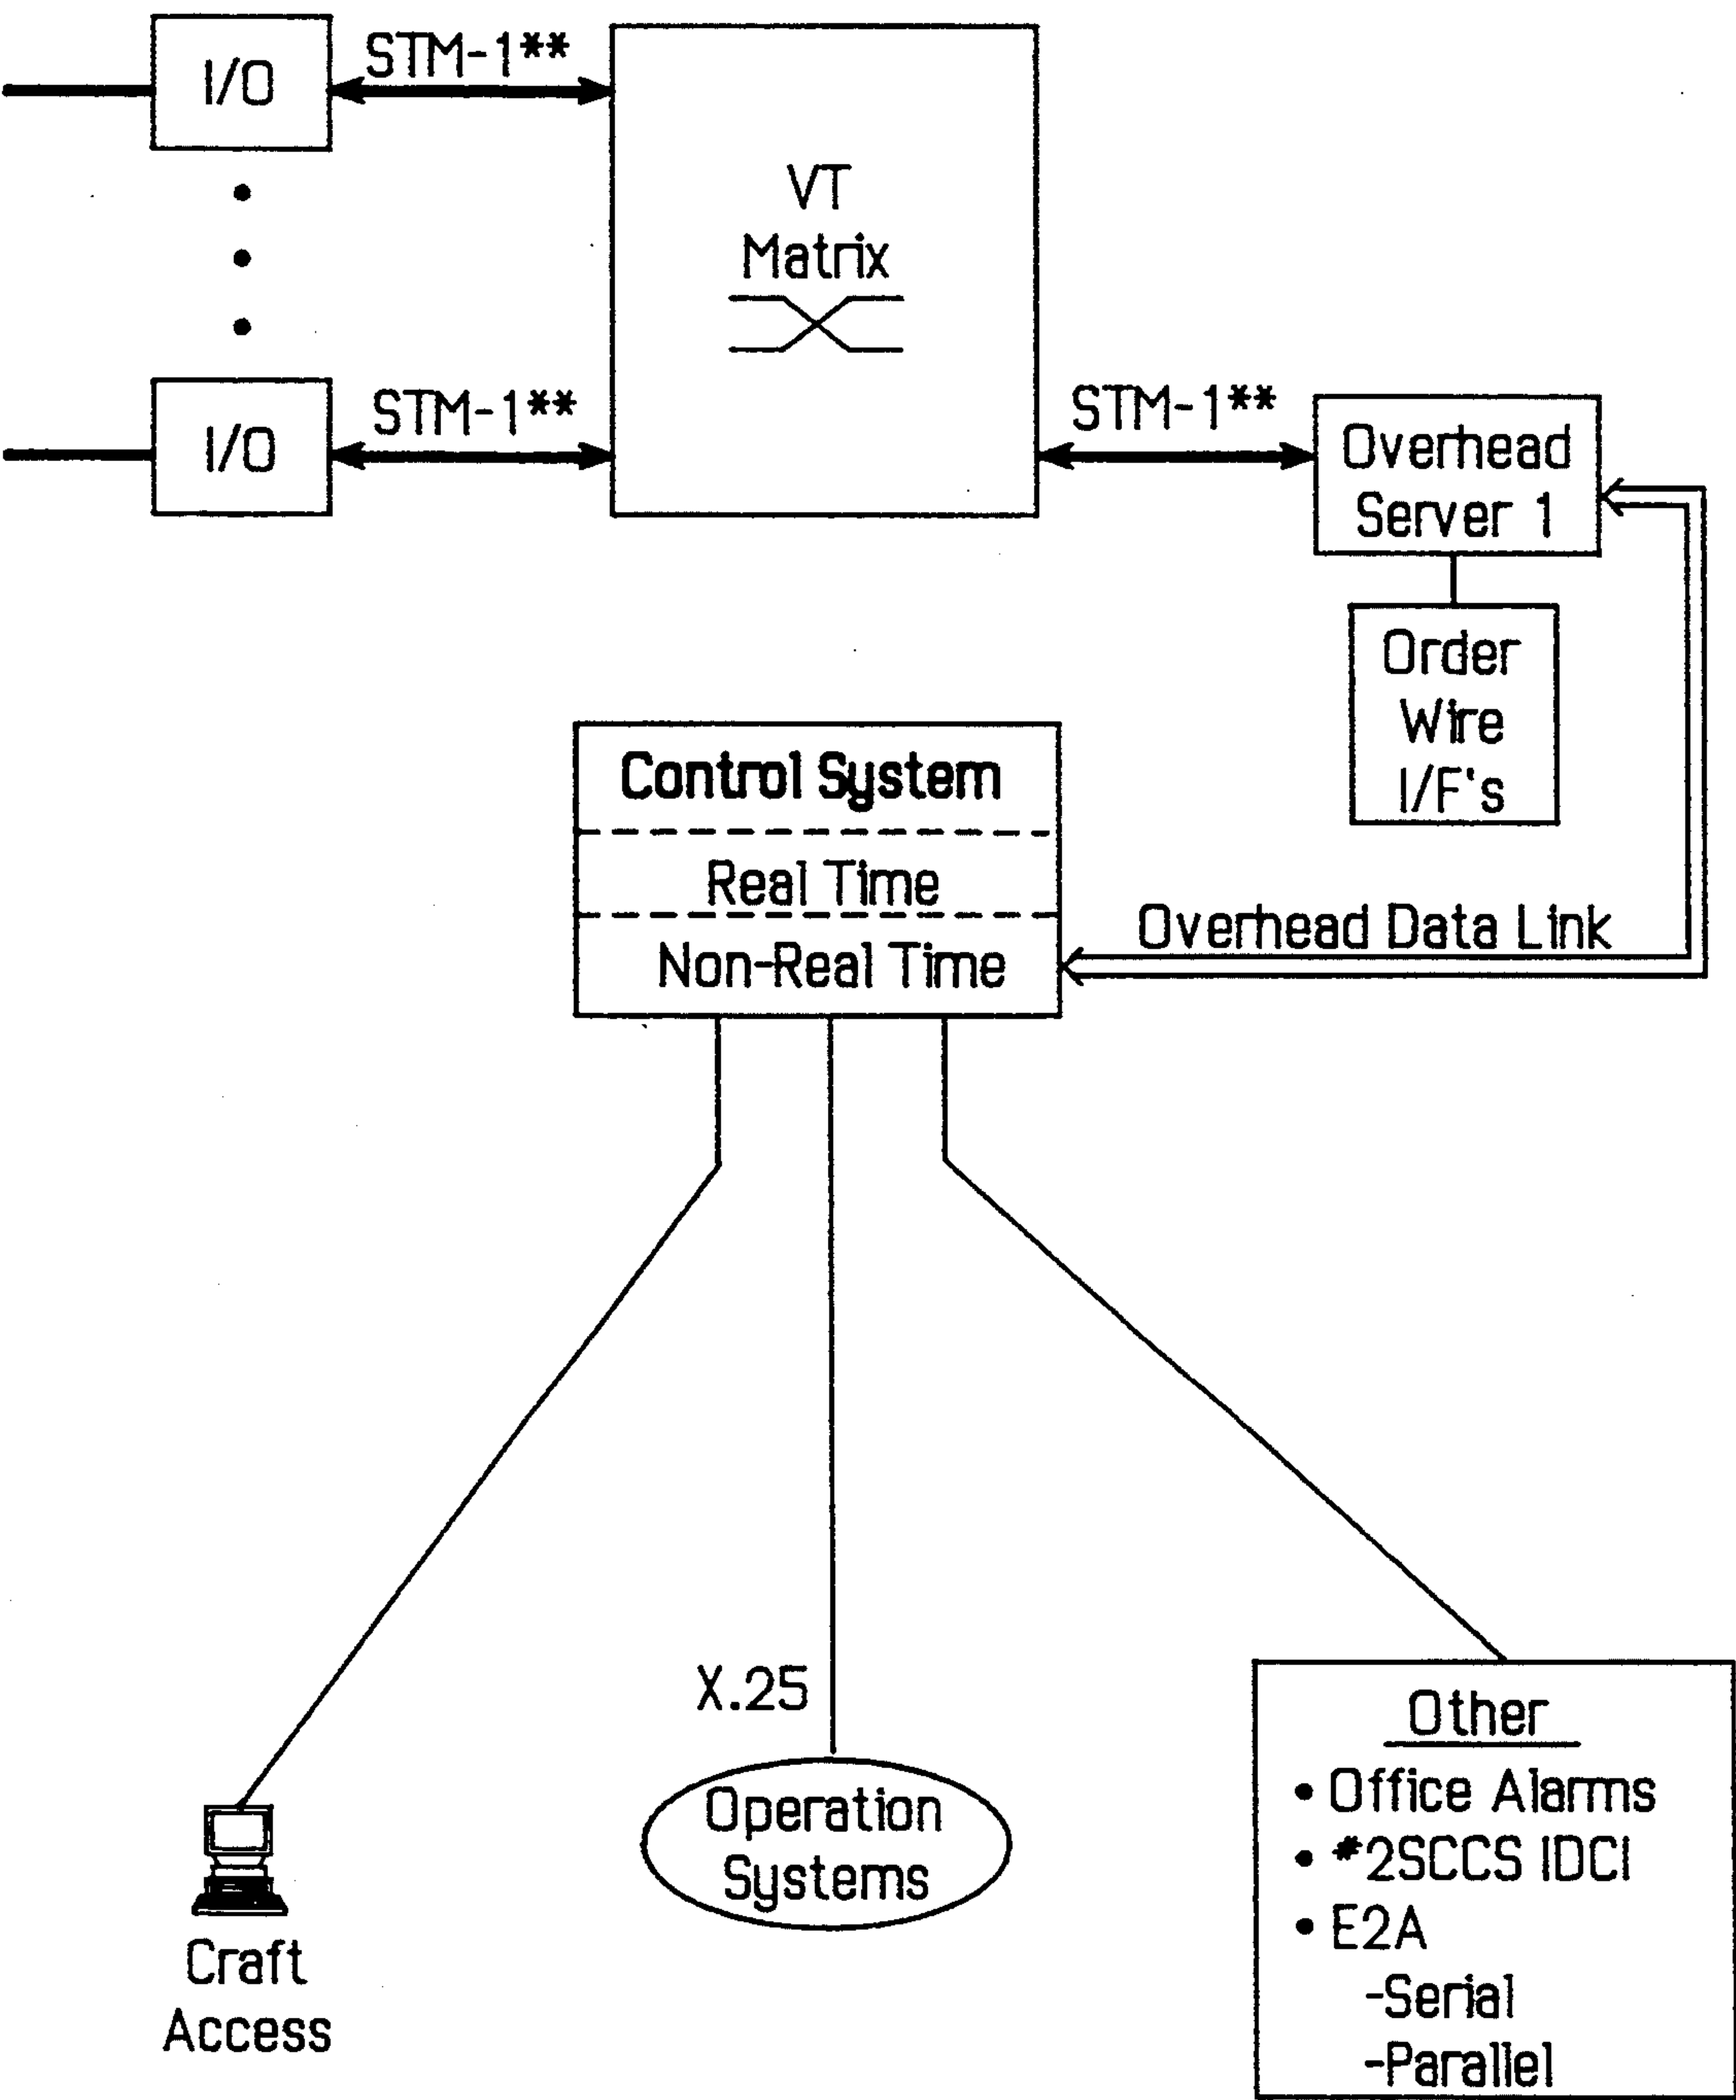 I/O
STM-1**
VT
Matrix
I/O
STM-1**
STM-1**
Overhead
Server 1
Order
Wire
I/F's
Control System
Real Time
Non-Real Time
Overhead Data Link
X.25
Operation
Systems
Craft
Access
Other
• Office Alarms
• #2SCCS IDCI
• E2A
-Serial
-Parallel